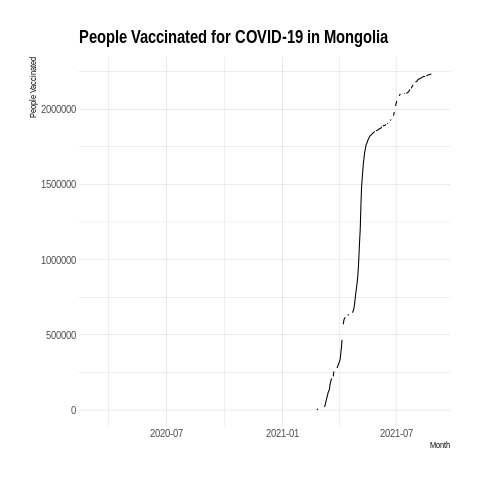 People Vaccinated for COVID-19 in Mongolia
People Vaccinated
2000000
1500000
1000000
500000
0
2020-07 2021-01 2021-07
Month